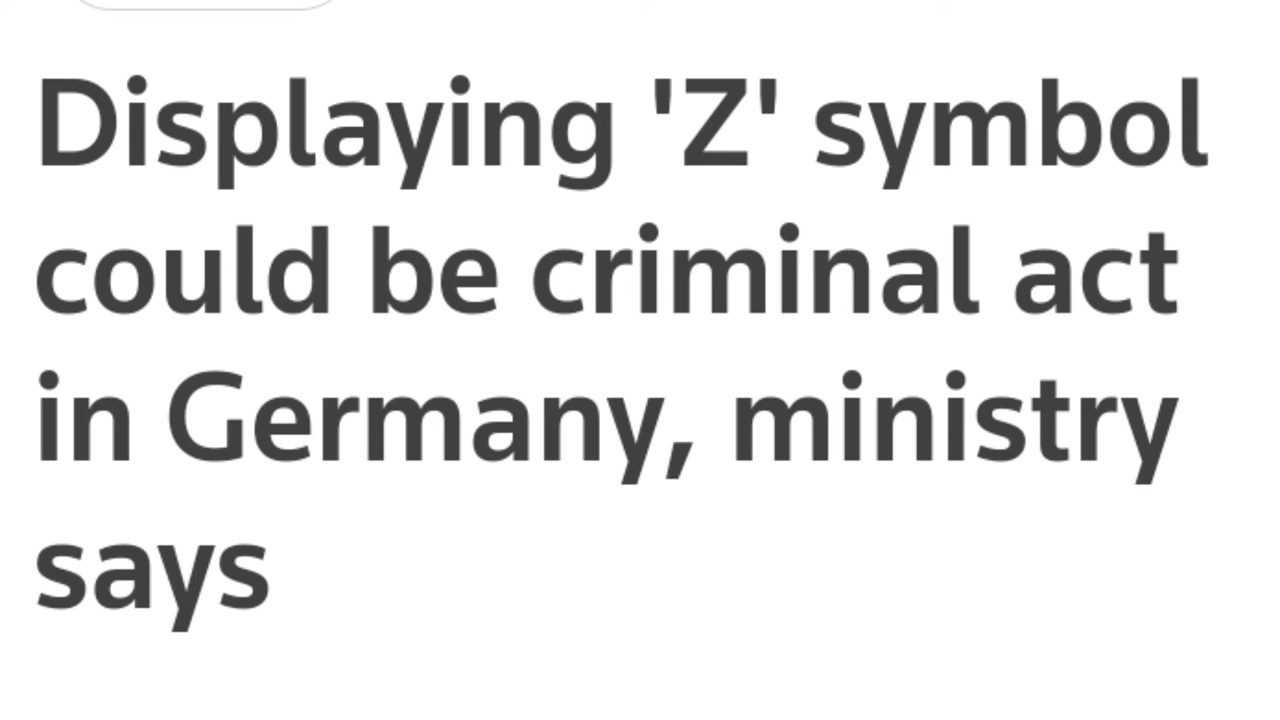 Displaying 'Z' symbol
could be criminal act
in Germany, ministry
says